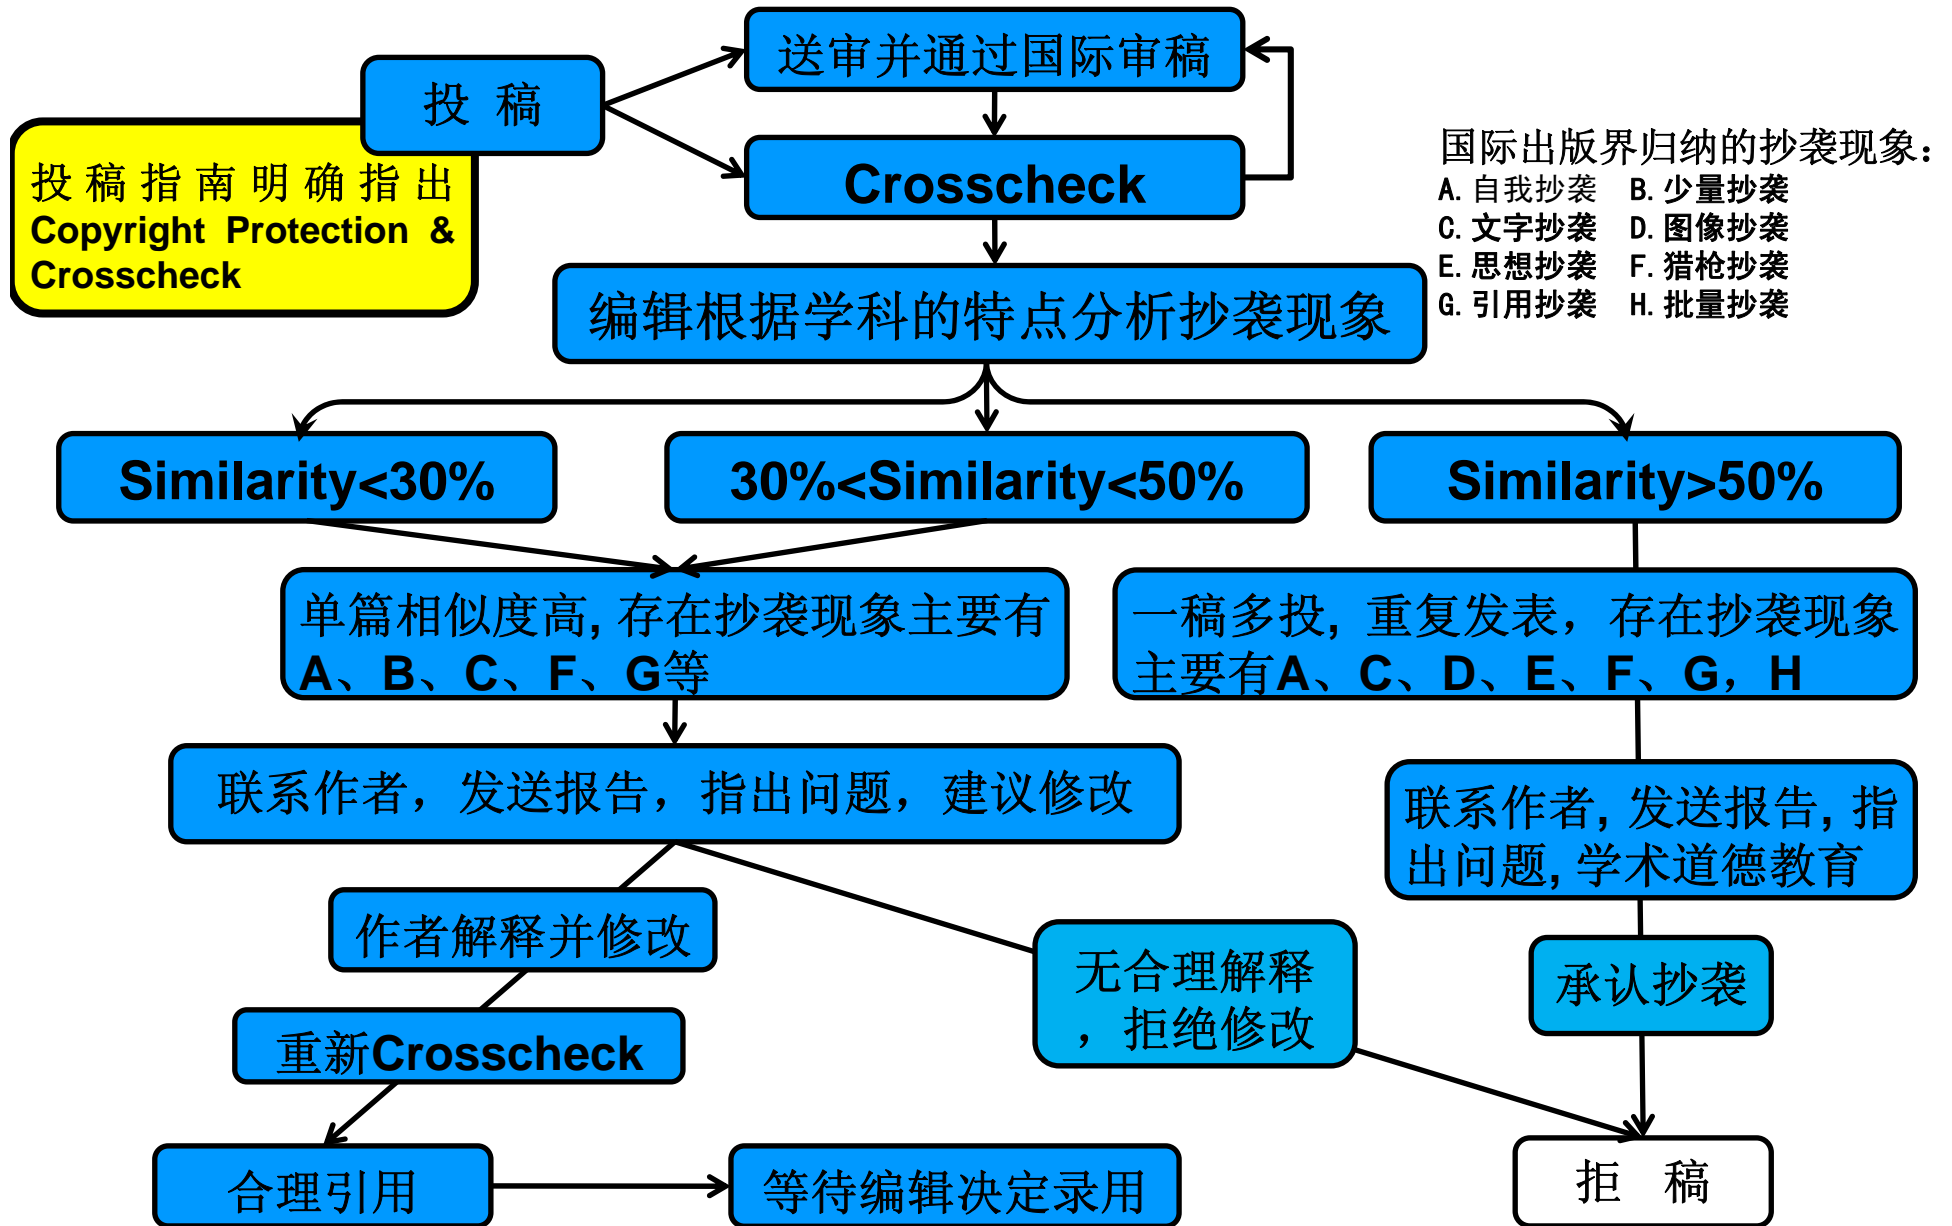 送审并通过国际审稿
投 稿
投稿指南明确指出
Copyright Protection &
Crosscheck
Crosscheck
国际出版界归纳的抄袭现象：
A. 自我抄袭 B. 少量抄袭
C. 文字抄袭 D. 图像抄袭
E. 思想抄袭 F. 猎枪抄袭
G. 引用抄袭 H. 批量抄袭
编辑根据学科的特点分析抄袭现象
Similarity<30%
30%<Similarity<50%
Similarity>50%
单篇相似度高, 存在抄袭现象主要有
A、B、C、F、G等
一稿多投, 重复发表，存在抄袭现象
主要有A、C、D、E、F、G，H
联系作者，发送报告，指出问题，建议修改
联系作者, 发送报告, 指
出问题, 学术道德教育
作者解释并修改
无合理解释
，拒绝修改
承认抄袭
重新Crosscheck
合理引用
等待编辑决定录用
拒 稿